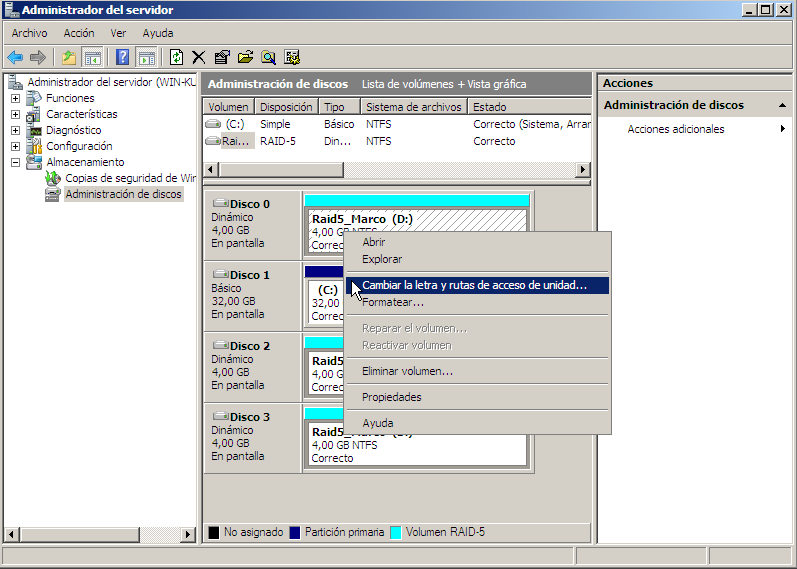 Administrador del servidor
Archivo Acción Ver Ayuda
Administrador del servidor (WIN-KU
Funciones
Características
Diagnóstico
Configuración
Almacenamiento
Copias de seguridad de Wir
Administración de discos
Administración de discos Lista de volúmenes + Vista gráfica
Volumen Disposición Tipo Sistema de archivos Estado
(C:) Simple Básico NTFS Correcto (Sistema, Arran
Rai... RAID-5 Din... NTFS Correcto
Disco 0
Dinámico
4,00 GB
En pantalla
Raid5_Marco (D:)
4,00 GB NTFS
Correc
Disco 1
Básico
32,00 GB
En pantalla
(C:)
32,00
Correct
Disco 2
Dinámico
4,00 GB
En pantalla
Raid5
4,00 G
Correc
Disco 3
Dinámico
4,00 GB
En pantalla
Raid5_Marco (D:)
4,00 GB NTFS
Correcto
Abrir
Explorar
Cambiar la letra y rutas de acceso de unidad...
Formatear...
Reparar el volumen...
Reactivar volumen
Eliminar volumen...
Propiedades
Ayuda
No asignado Partición primaria Volumen RAID-5
Acciones
Administración de discos
Acciones adicionales